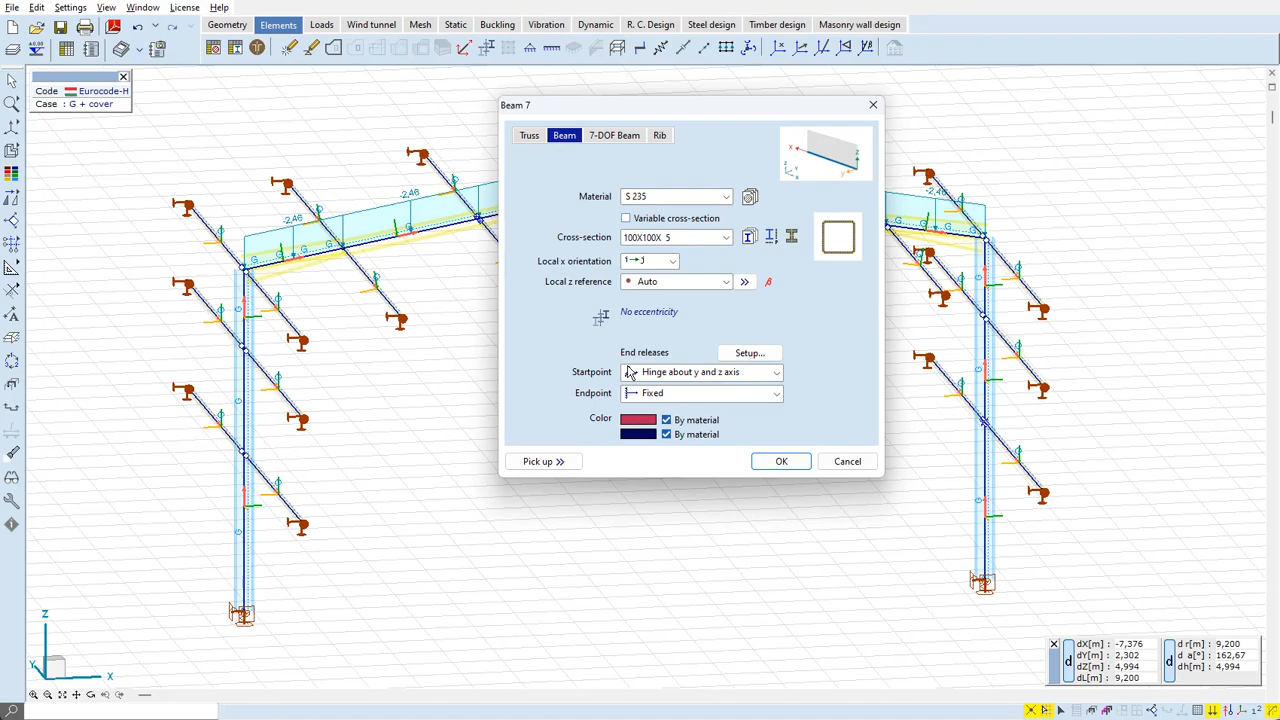 File Edit Settings View Window License Help
Geometry Elements Loads Wind tunnel Mesh Static Buckling Vibration Dynamic R. C. Design Steel design Timber design Masonry wall design
Code Eurocode-H
Case : G + cover
Beam 7
Truss Beam 7-DOF Beam Rib
Material S 235
Variable cross-section
Cross-section 100X100X 5
Local x orientation i → j
Local z reference Auto
No eccentricity
End releases Setup...
Startpoint Hinge about y and z axis
Endpoint Fixed
Color By material
By material
Pick up >> OK Cancel
-2,46
-2,46
-2,46
G G G G G
G G
G G
G G
Z
Y
X
dX[m] : -7,376
dY[m] : 2,302
dZ[m] : 4,994
dL[m] : 9,200
d r[m] : 9,200
d a[°] : 162,67
dh[m] : 4,994